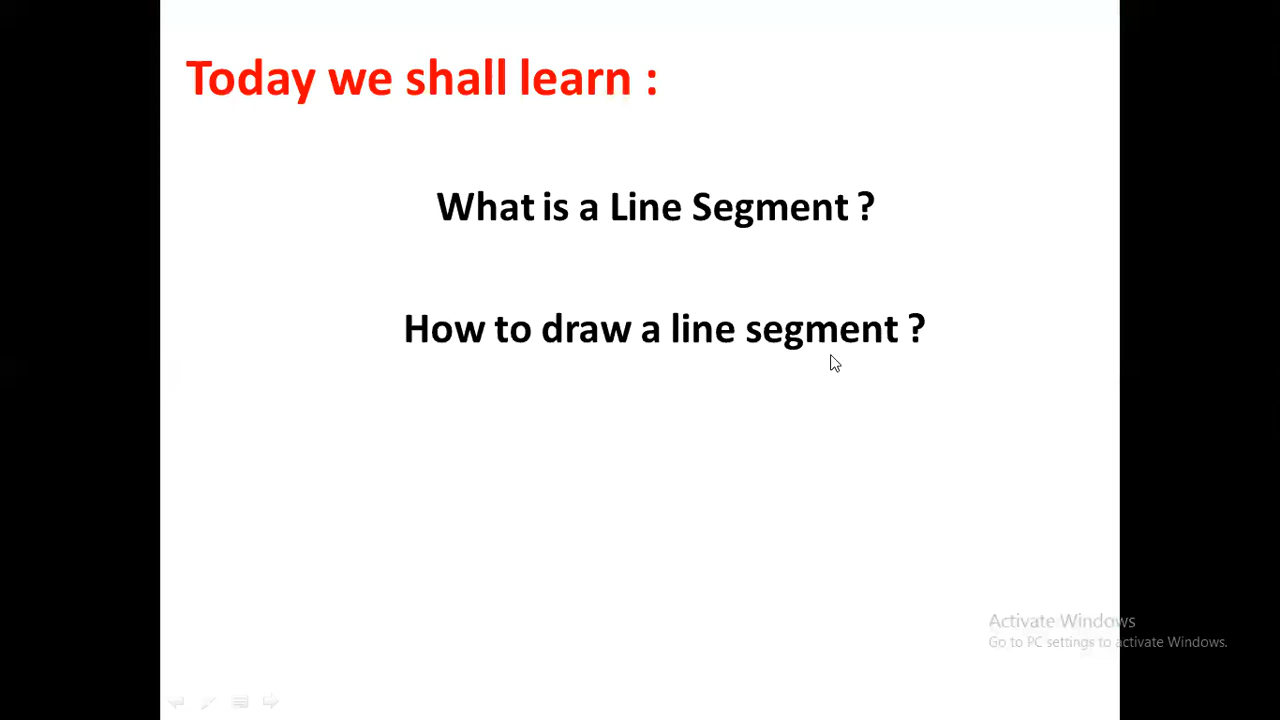 Today we shall learn :
What is a Line Segment ?
How to draw a line segment ?
Activate Windows
Go to PC settings to activate Windows.